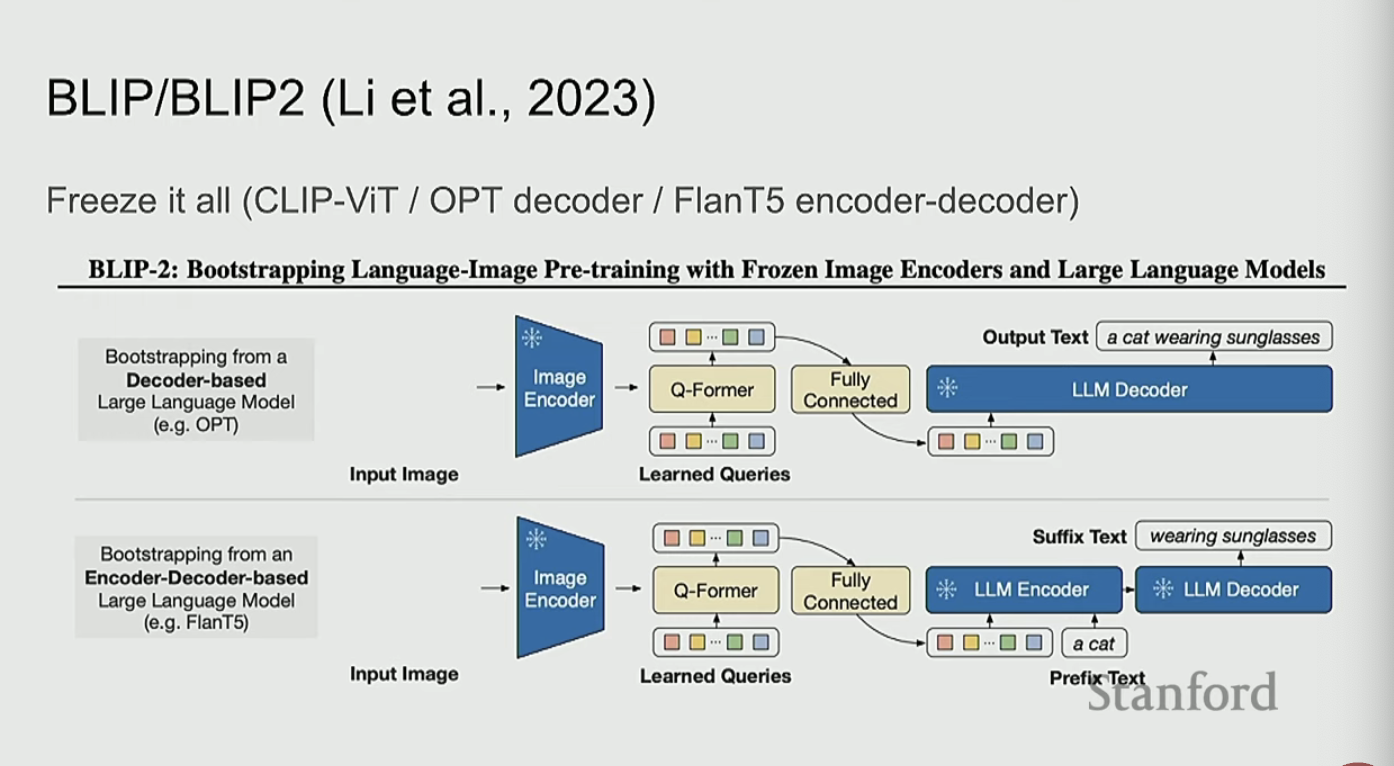 BLIP/BLIP2 (Li et al., 2023)
Freeze it all (CLIP-ViT / OPT decoder / FlanT5 encoder-decoder)
BLIP-2: Bootstrapping Language-Image Pre-training with Frozen Image Encoders and Large Language Models
Bootstrapping from a
Decoder-based
Large Language Model
(e.g. OPT)
Input Image
Image
Encoder
Q-Former
Learned Queries
Fully
Connected
Output Text
a cat wearing sunglasses
LLM Decoder
Bootstrapping from an
Encoder-Decoder-based
Large Language Model
(e.g. FlanT5)
Input Image
Image
Encoder
Q-Former
Learned Queries
Fully
Connected
Suffix Text
wearing sunglasses
LLM Encoder
LLM Decoder
a cat
Prefix Text
Stanford